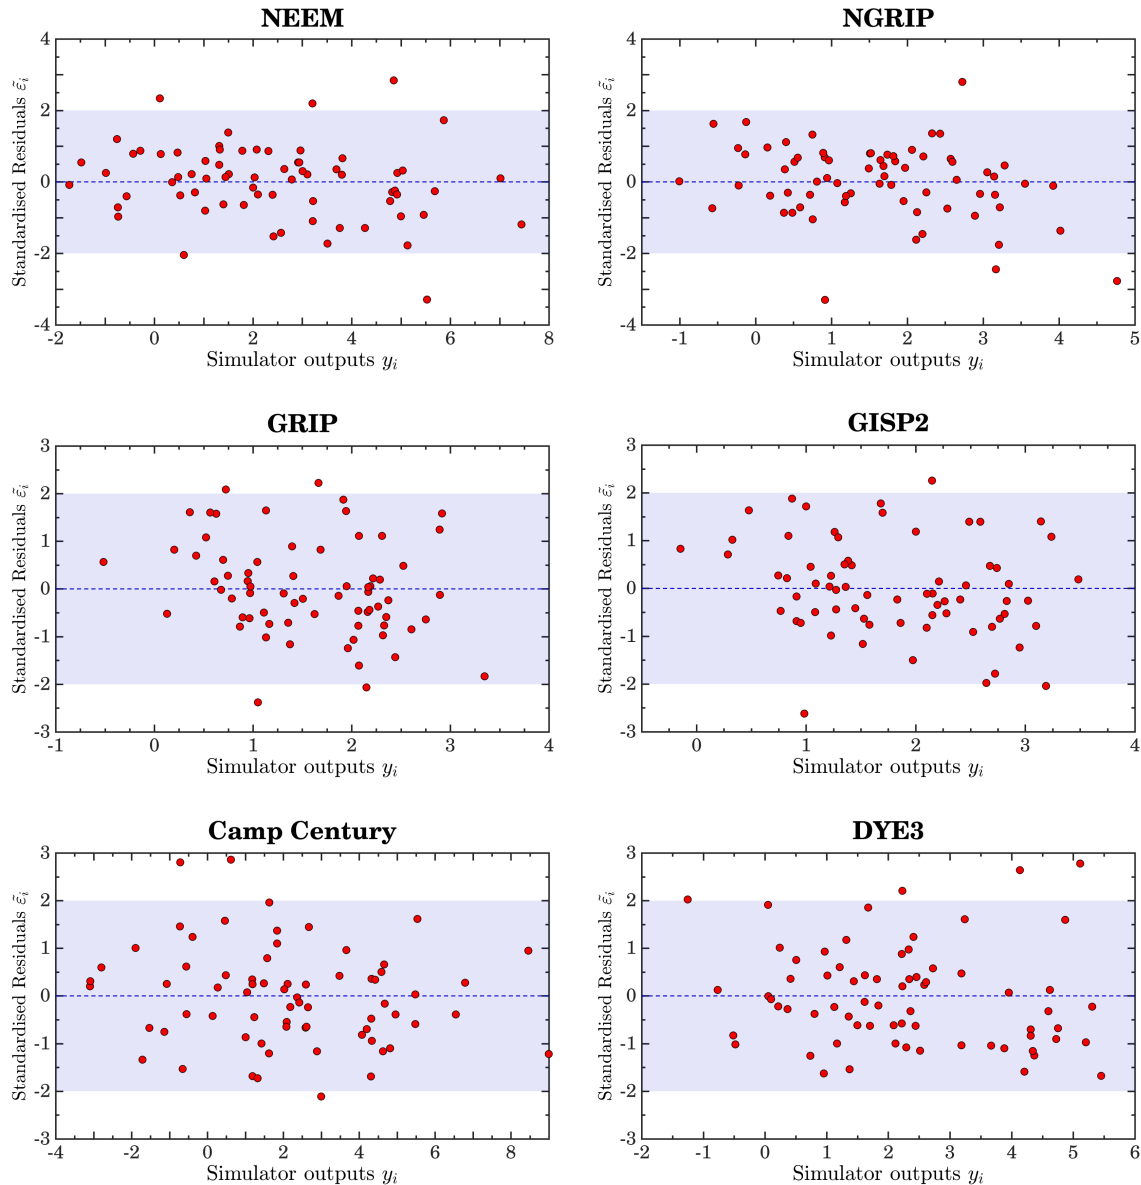 NEEM
NGRIP
4
2
0
-2
-4
Standardised Residuals ε̃i
-2 0 2 4 6 8
Simulator outputs yi
4
2
0
-2
-4
Standardised Residuals ε̃i
-1 0 1 2 3 4 5
Simulator outputs yi
GRIP
GISP2
3
2
1
0
-1
-2
-3
Standardised Residuals ε̃i
-1 0 1 2 3 4
Simulator outputs yi
3
2
1
0
-1
-2
-3
Standardised Residuals ε̃i
0 1 2 3 4
Simulator outputs yi
Camp Century
DYE3
3
2
1
0
-1
-2
-3
Standardised Residuals ε̃i
-4 -2 0 2 4 6 8
Simulator outputs yi
3
2
1
0
-1
-2
-3
Standardised Residuals ε̃i
-2 -1 0 1 2 3 4 5 6
Simulator outputs yi